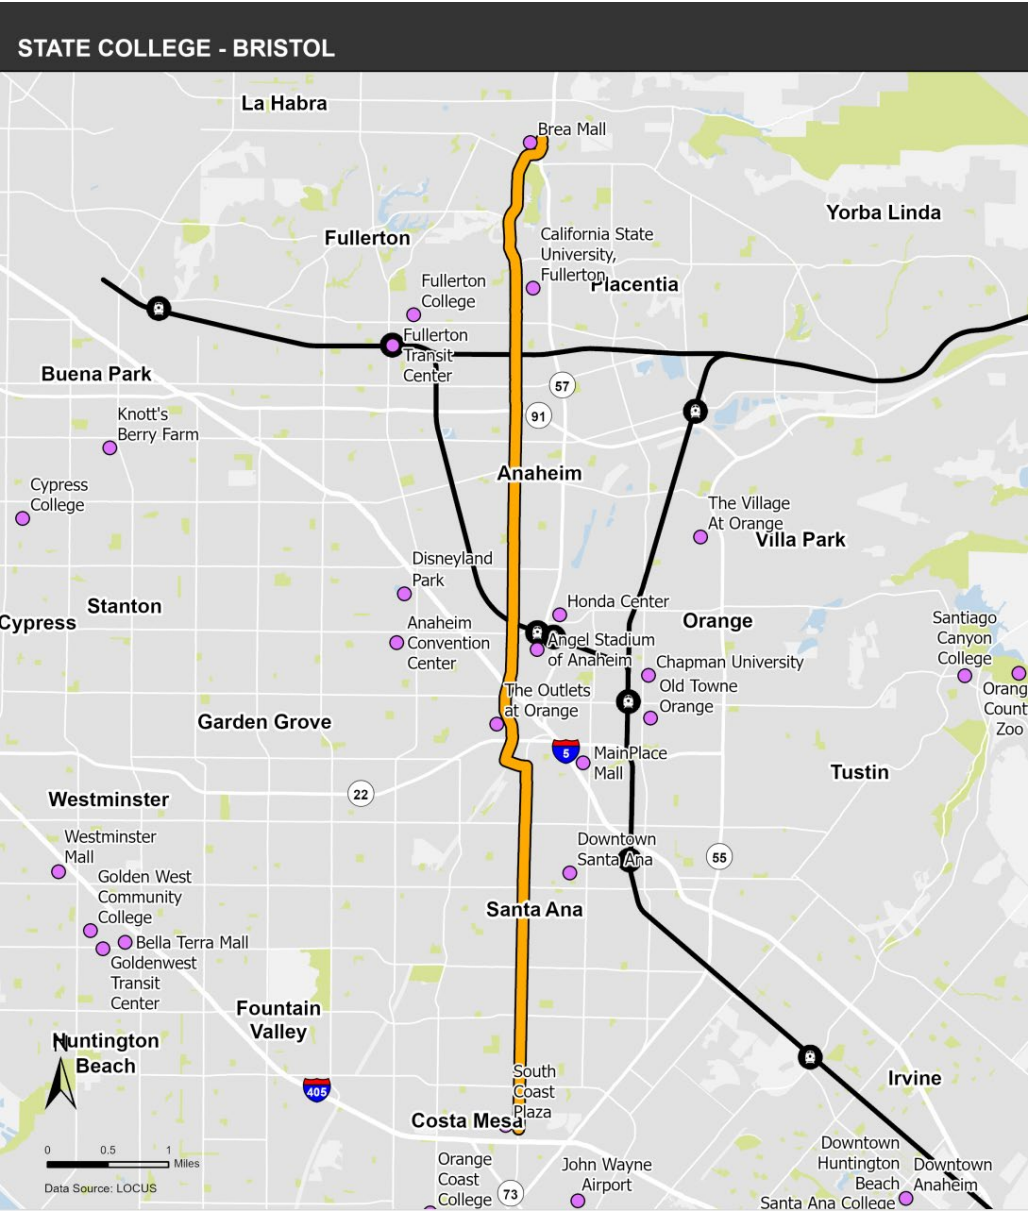 STATE COLLEGE - BRISTOL
La Habra
Brea Mall
Yorba Linda
Fullerton
California State
University,
Fullerton
Placentia
Fullerton
College
Fullerton
Transit
Center
Buena Park
57
91
Knott's
Berry Farm
Anaheim
Cypress
College
The Village
At Orange
Villa Park
Disneyland
Park
Stanton
Cypress
Honda Center
Orange
Anaheim
Convention
Center
Angel Stadium
of Anaheim
Santiago
Canyon
College
Chapman University
Old Towne
Orange
Orang
Count
Zoo
The Outlets
at Orange
Garden Grove
5
MainPlace
Mall
Tustin
22
Westminster
Westminster
Mall
Downtown
Santa Ana
55
Golden West
Community
College
Santa Ana
Bella Terra Mall
Goldenwest
Transit
Center
Fountain
Valley
N
Huntington
Beach
405
South
Coast
Plaza
Costa Mesa
Irvine
0 0.5 1
Miles
Data Source: LOCUS
Orange
Coast
College
73
John Wayne
Airport
Downtown
Huntington
Beach
Downtown
Anaheim
Santa Ana College